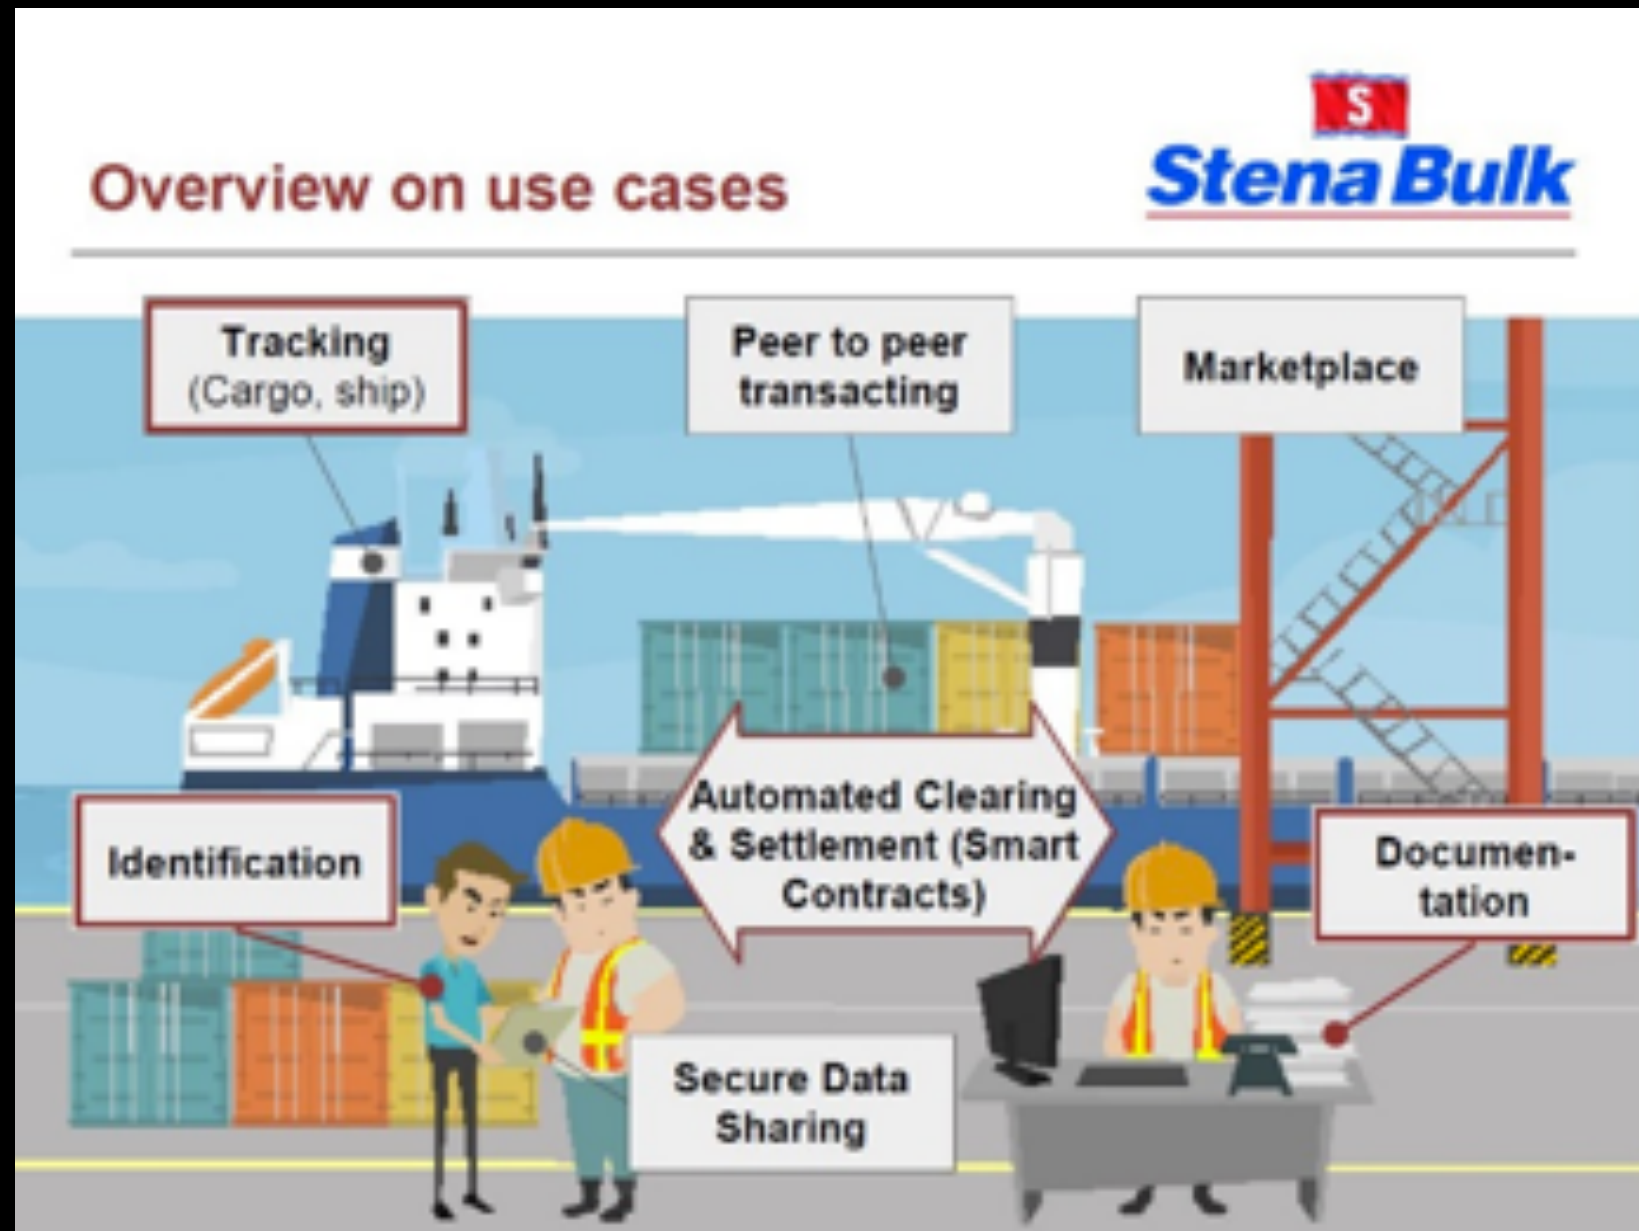 S
Stena Bulk
Overview on use cases
Tracking
(Cargo, ship)
Peer to peer
transacting
Marketplace
Automated Clearing
& Settlement (Smart
Contracts)
Identification
Documen-
tation
Secure Data
Sharing